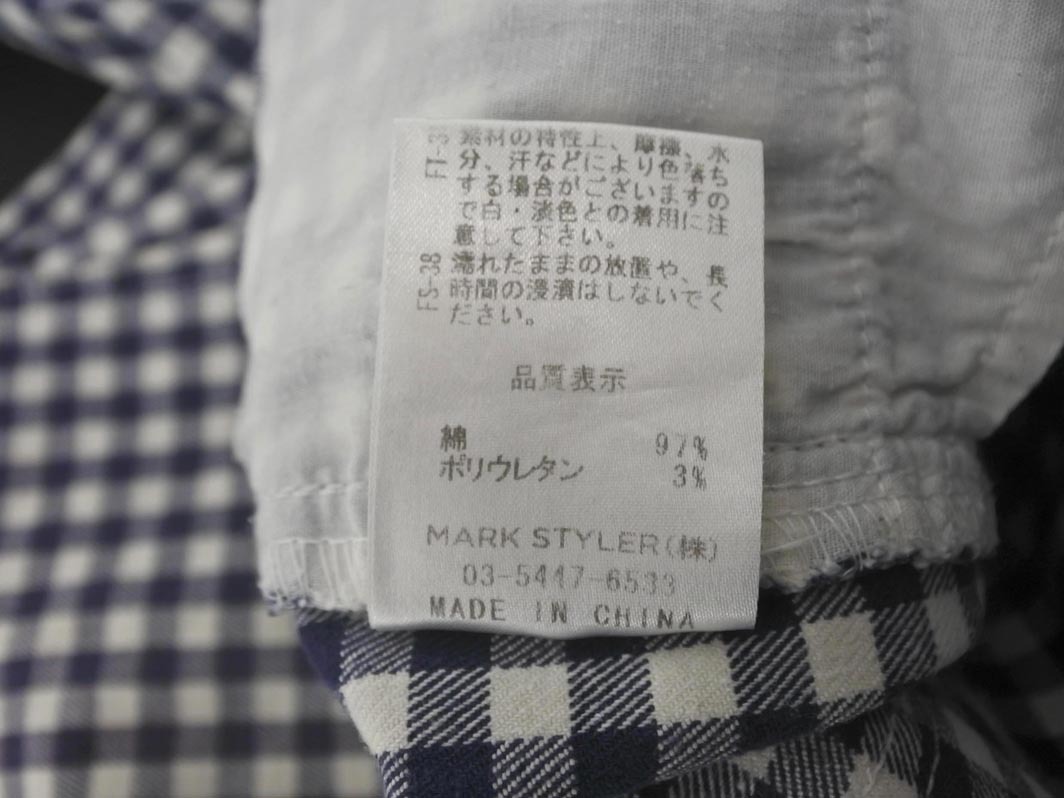 FT-3 素材の特性上、摩擦、水
分、汗などにより色落ち
する場合がございますの
で白・淡色との着用に注
意して下さい。
FS-38 濡れたままの放置や、長
時間の浸漬はしないでく
ださい。
品質表示
綿 97%
ポリウレタン 3%
MARK STYLER(株)
03-5447-6533
MADE IN CHINA